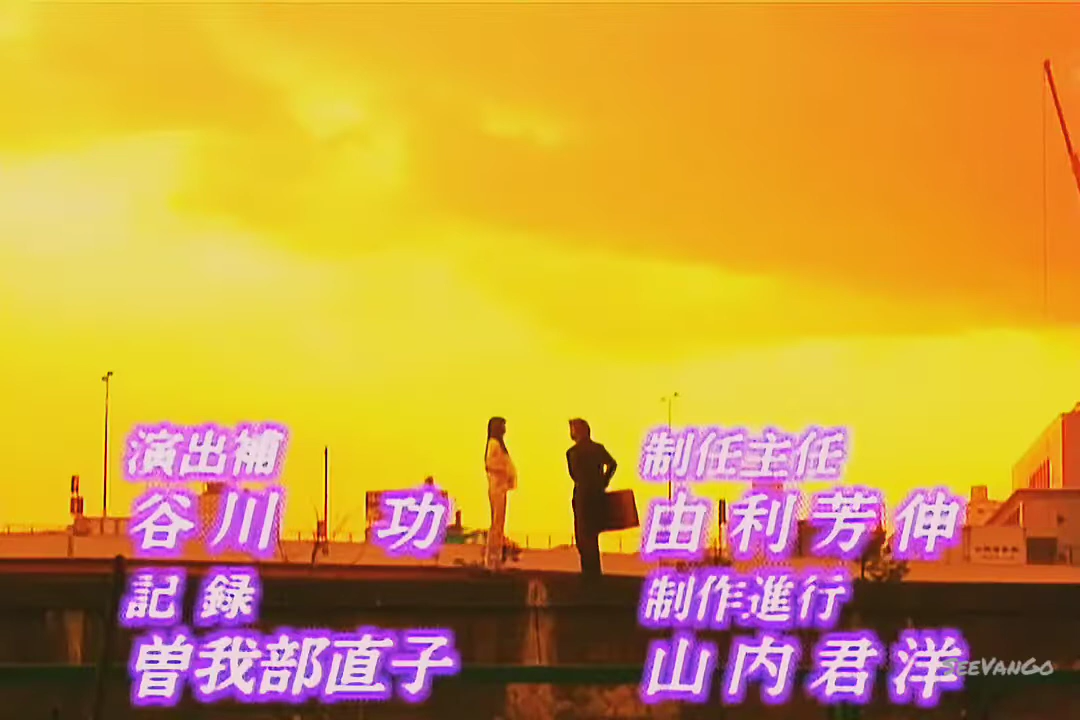 演出補
谷川 功
記録
曽我部直子
制任主任
由利芳伸
制作進行
山内君洋
SEEVANGO